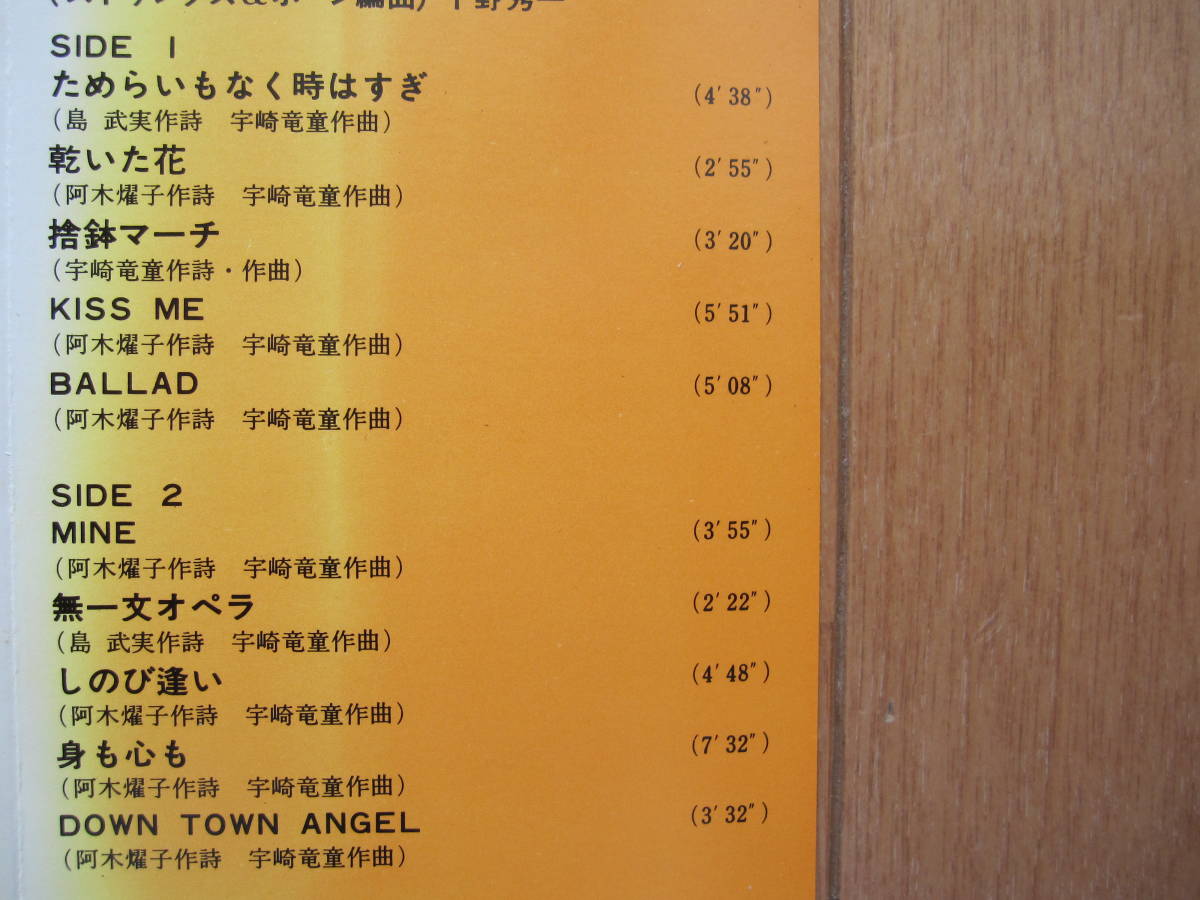 SIDE 1
ためらいもなく時はすぎ (4'38")
(島 武実作詩 宇崎竜童作曲)
乾いた花 (2'55")
(阿木燿子作詩 宇崎竜童作曲)
捨鉢マーチ (3'20")
(宇崎竜童作詩・作曲)
KISS ME (5'51")
(阿木燿子作詩 宇崎竜童作曲)
BALLAD (5'08")
(阿木燿子作詩 宇崎竜童作曲)
SIDE 2
MINE (3'55")
(阿木燿子作詩 宇崎竜童作曲)
無一文オペラ (2'22")
(島 武実作詩 宇崎竜童作曲)
しのび逢い (4'48")
(阿木燿子作詩 宇崎竜童作曲)
身も心も (7'32")
(阿木燿子作詩 宇崎竜童作曲)
DOWN TOWN ANGEL (3'32")
(阿木燿子作詩 宇崎竜童作曲)